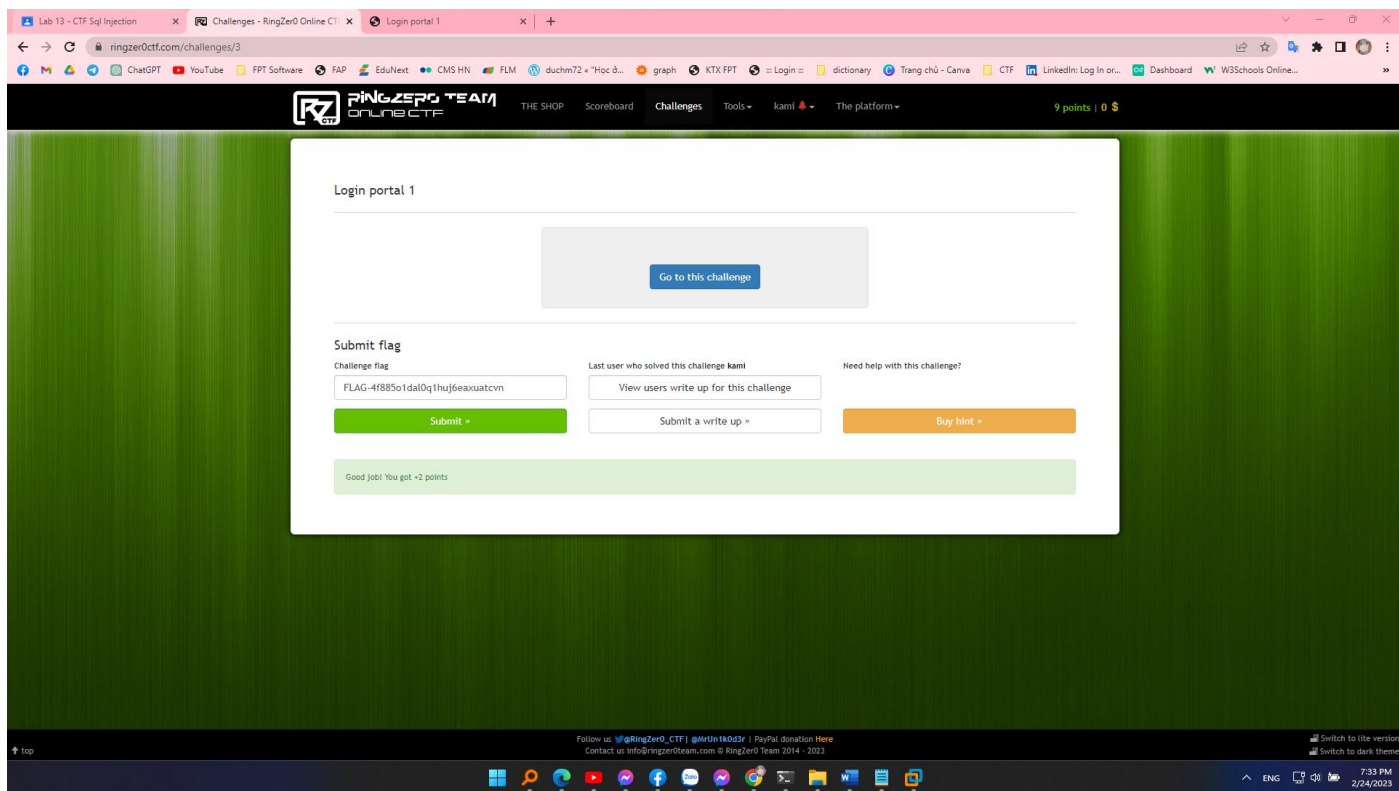 Lab 13 - CTF Sql Injection
Challenges - RingZer0 Online CT
Login portal 1
ringzer0ctf.com/challenges/3
ChatGPT YouTube FPT Software FAP EduNext CMS HN FLM duchm72 « "Học ở... graph KTX FPT :: Login :: dictionary Trang chủ - Canva CTF LinkedIn: Log In or... Dashboard W3Schools Online... »
RZ CTF RiNGZER0 TEAM ONLINE CTF THE SHOP Scoreboard Challenges Tools kami The platform 9 points | 0 $
Login portal 1
Go to this challenge
Submit flag
Challenge flag Last user who solved this challenge kami Need help with this challenge?
FLAG-4f885o1dal0q1huj6eaxuatcvn View users write up for this challenge
Submit » Submit a write up » Buy hint »
Good job! You got +2 points
Follow us @RingZer0_CTF | @MrUn1k0d3r | PayPal donation Here
Contact us info@ringzer0team.com © RingZer0 Team 2014 - 2023
top
Switch to lite version
Switch to dark theme
Zalo
ENG
7:33 PM
2/24/2023